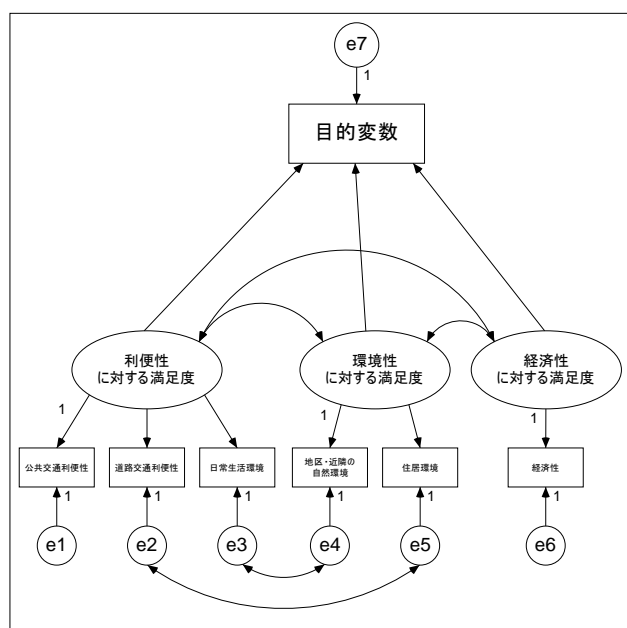 e7
1
目的変数
利便性
に対する満足度
環境性
に対する満足度
経済性
に対する満足度
1
1
1
公共交通利便性
道路交通利便性
日常生活環境
地区・近隣の
自然環境
住居環境
経済性
1
1
1
1
1
1
e1
e2
e3
e4
e5
e6